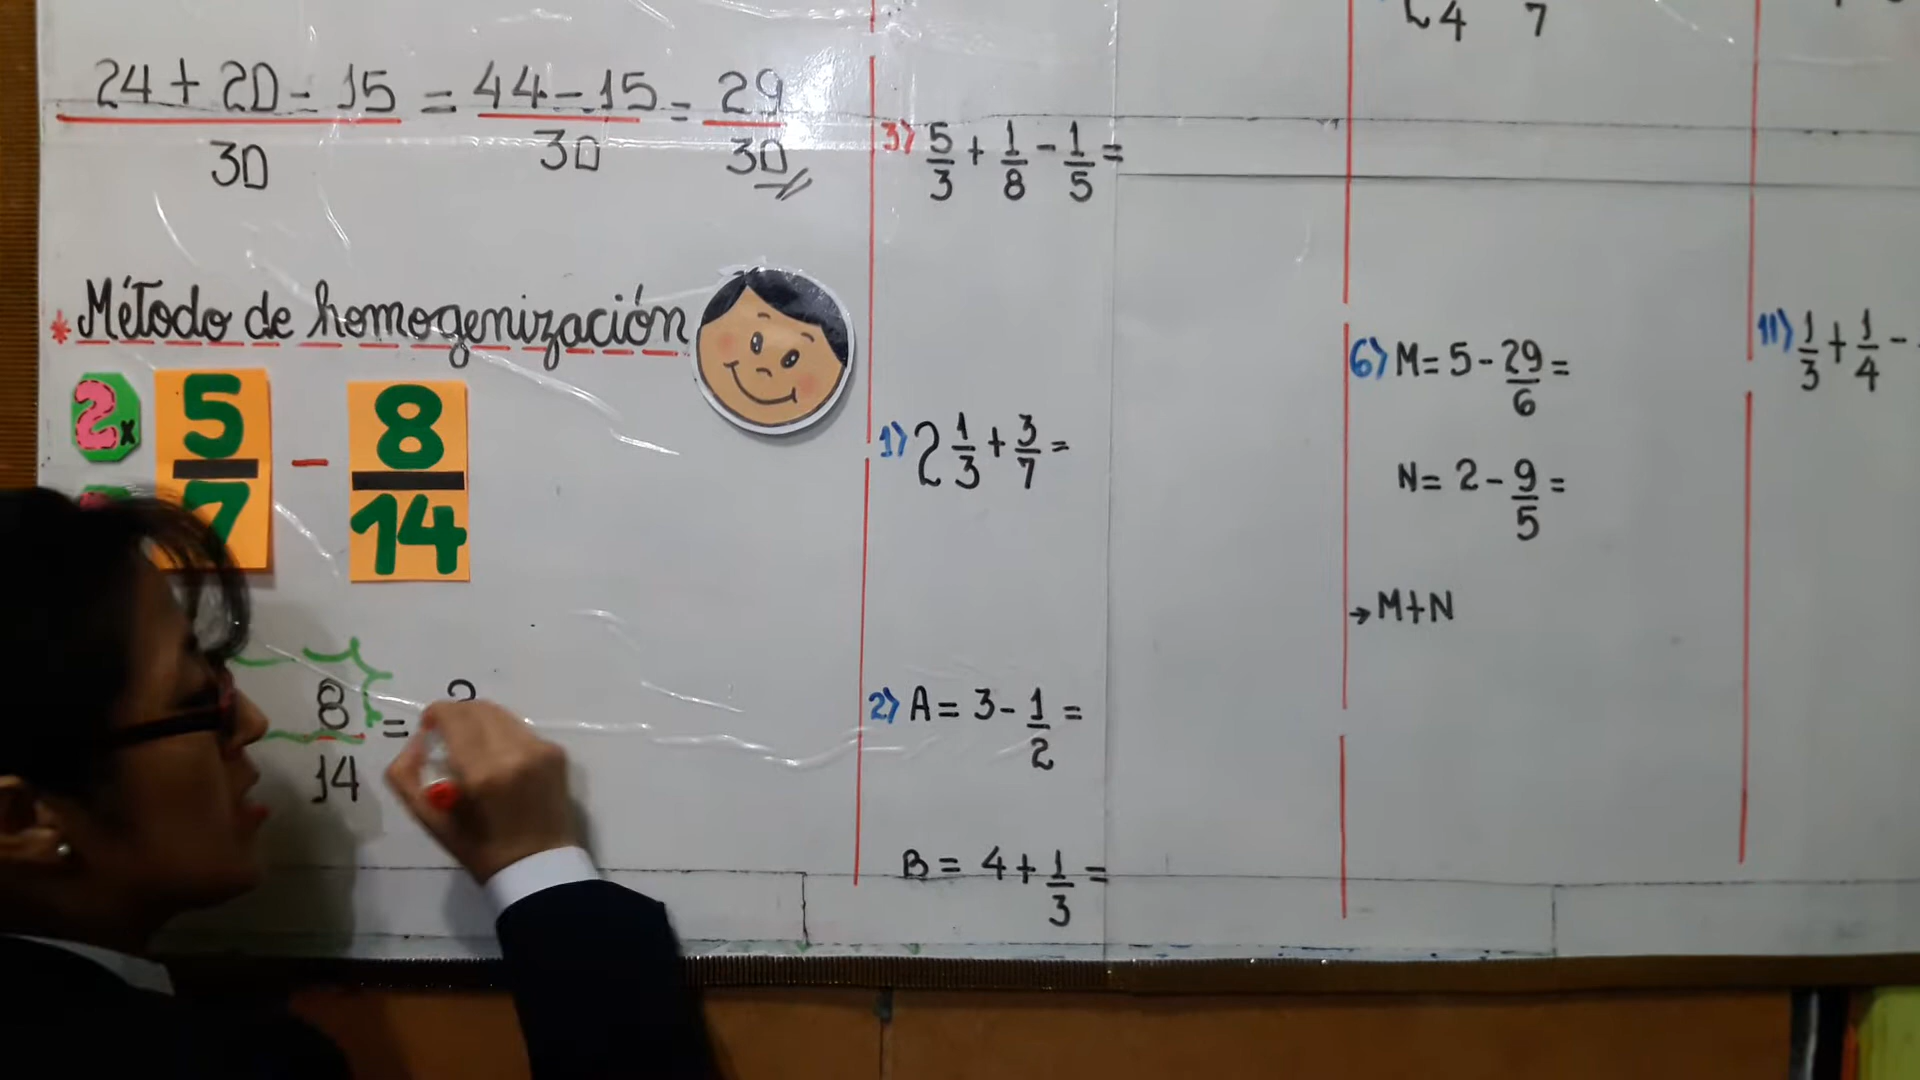 24 + 20 - 15 = 44 - 15 = 29
30 30 30
* Método de homogenización
2x 5/7 - 8/14
8/14 =
3) 5/3 + 1/8 - 1/5 =
1) 2 1/3 + 3/7 =
2) A = 3 - 1/2 =
B = 4 + 1/3 =
4 7
6) M = 5 - 29/6 =
N = 2 - 9/5 =
→ M+N
11) 1/3 + 1/4 -